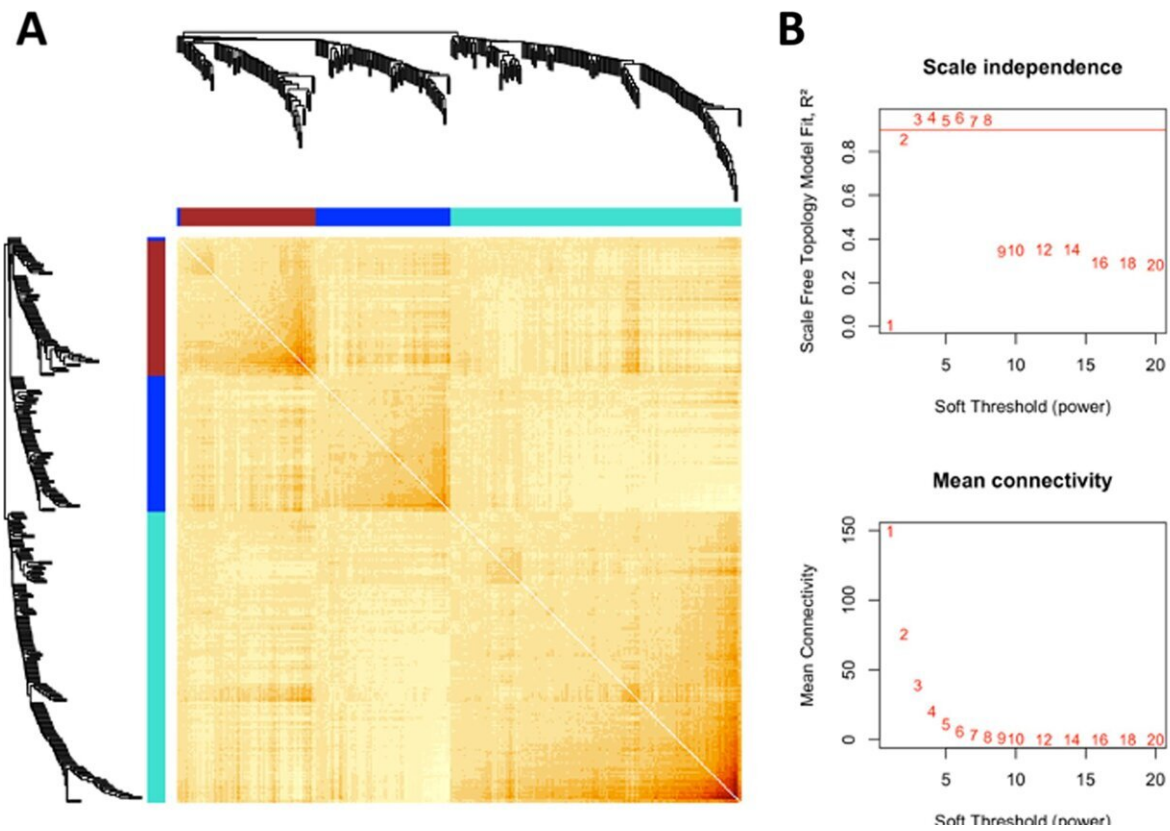 A
B
Scale independence
Scale Free Topology Model Fit, R²
0.8
0.6
0.4
0.2
0.0
1
2
3 4 5 6 7 8
9 10 12 14 16 18 20
5 10 15 20
Soft Threshold (power)
Mean connectivity
Mean Connectivity
150
100
50
0
1
2
3
4
5
6 7 8 9 10 12 14 16 18 20
5 10 15 20
Soft Threshold (power)